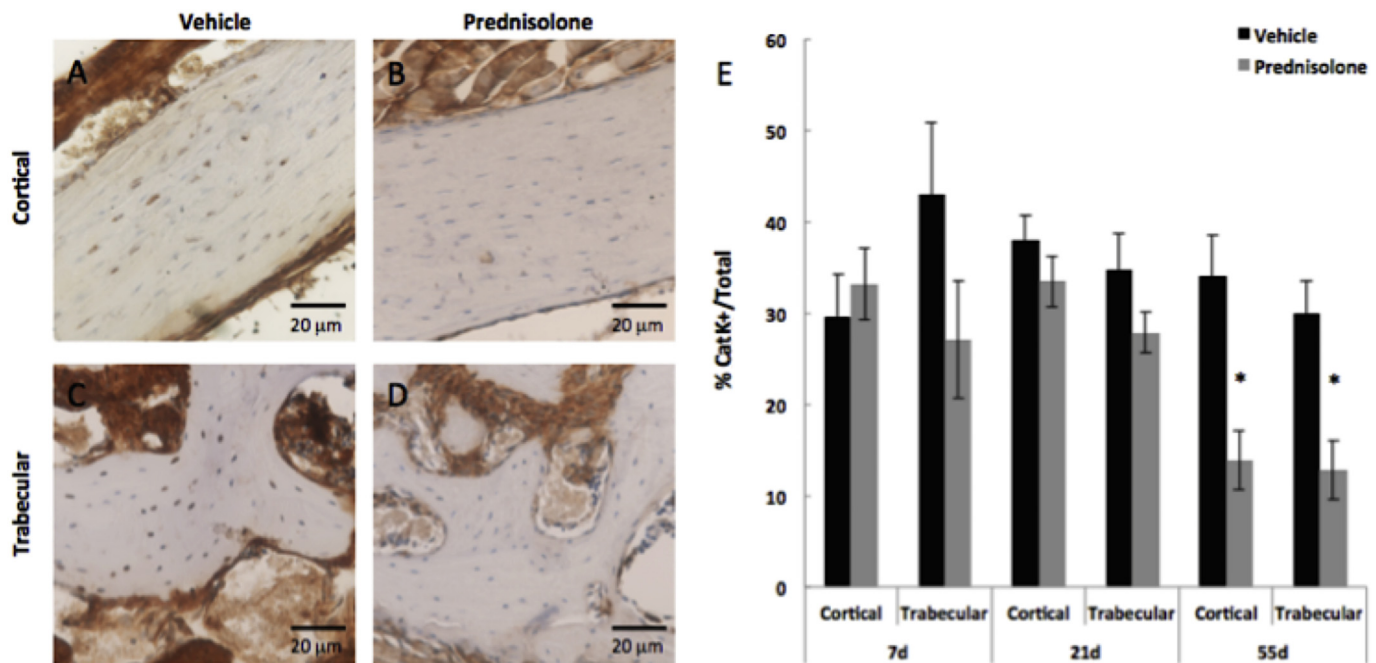 Vehicle
Prednisolone
Cortical
A
B
20 μm
20 μm
Trabecular
C
D
20 μm
20 μm
E
Vehicle
Prednisolone
% CatK+/Total
60
50
40
30
20
10
0
*
*
Cortical Trabecular Cortical Trabecular Cortical Trabecular
7d 21d 55d